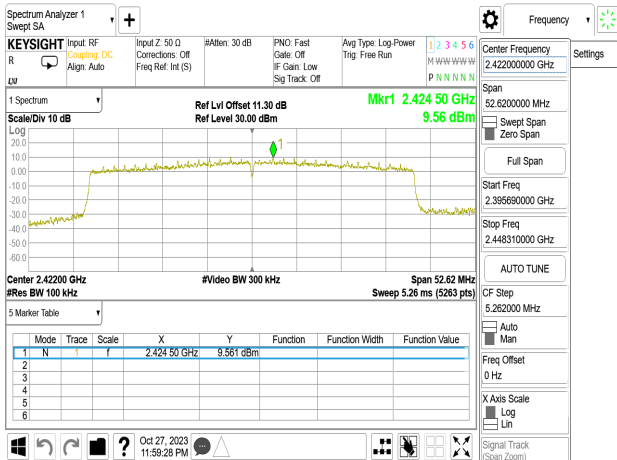 Spectrum Analyzer 1
Swept SA
+
Frequency
Settings
KEYSIGHT
R
LXI
Input: RF
Coupling: DC
Align: Auto
Input Z: 50 Ω
Corrections: Off
Freq Ref: Int (S)
#Atten: 30 dB
PNO: Fast
Gate: Off
IF Gain: Low
Sig Track: Off
Avg Type: Log-Power
Trig: Free Run
1 2 3 4 5 6
M W W W W W
P N N N N N
1 Spectrum
Scale/Div 10 dB
Ref Lvl Offset 11.30 dB
Ref Level 30.00 dBm
Mkr1 2.424 50 GHz
9.56 dBm
Log
20.0
10.0
0.00
-10.0
-20.0
-30.0
-40.0
-50.0
-60.0
1
Center 2.42200 GHz
#Res BW 100 kHz
#Video BW 300 kHz
Span 52.62 MHz
Sweep 5.26 ms (5263 pts)
5 Marker Table
Mode Trace Scale X Y Function Function Width Function Value
1 N 1 f 2.424 50 GHz 9.561 dBm
2
3
4
5
6
?
Oct 27, 2023
11:59:28 PM
Center Frequency
2.422000000 GHz
Span
52.6200000 MHz
Swept Span
Zero Span
Full Span
Start Freq
2.395690000 GHz
Stop Freq
2.448310000 GHz
AUTO TUNE
CF Step
5.262000 MHz
Auto
Man
Freq Offset
0 Hz
X Axis Scale
Log
Lin
Signal Track
(Span Zoom)